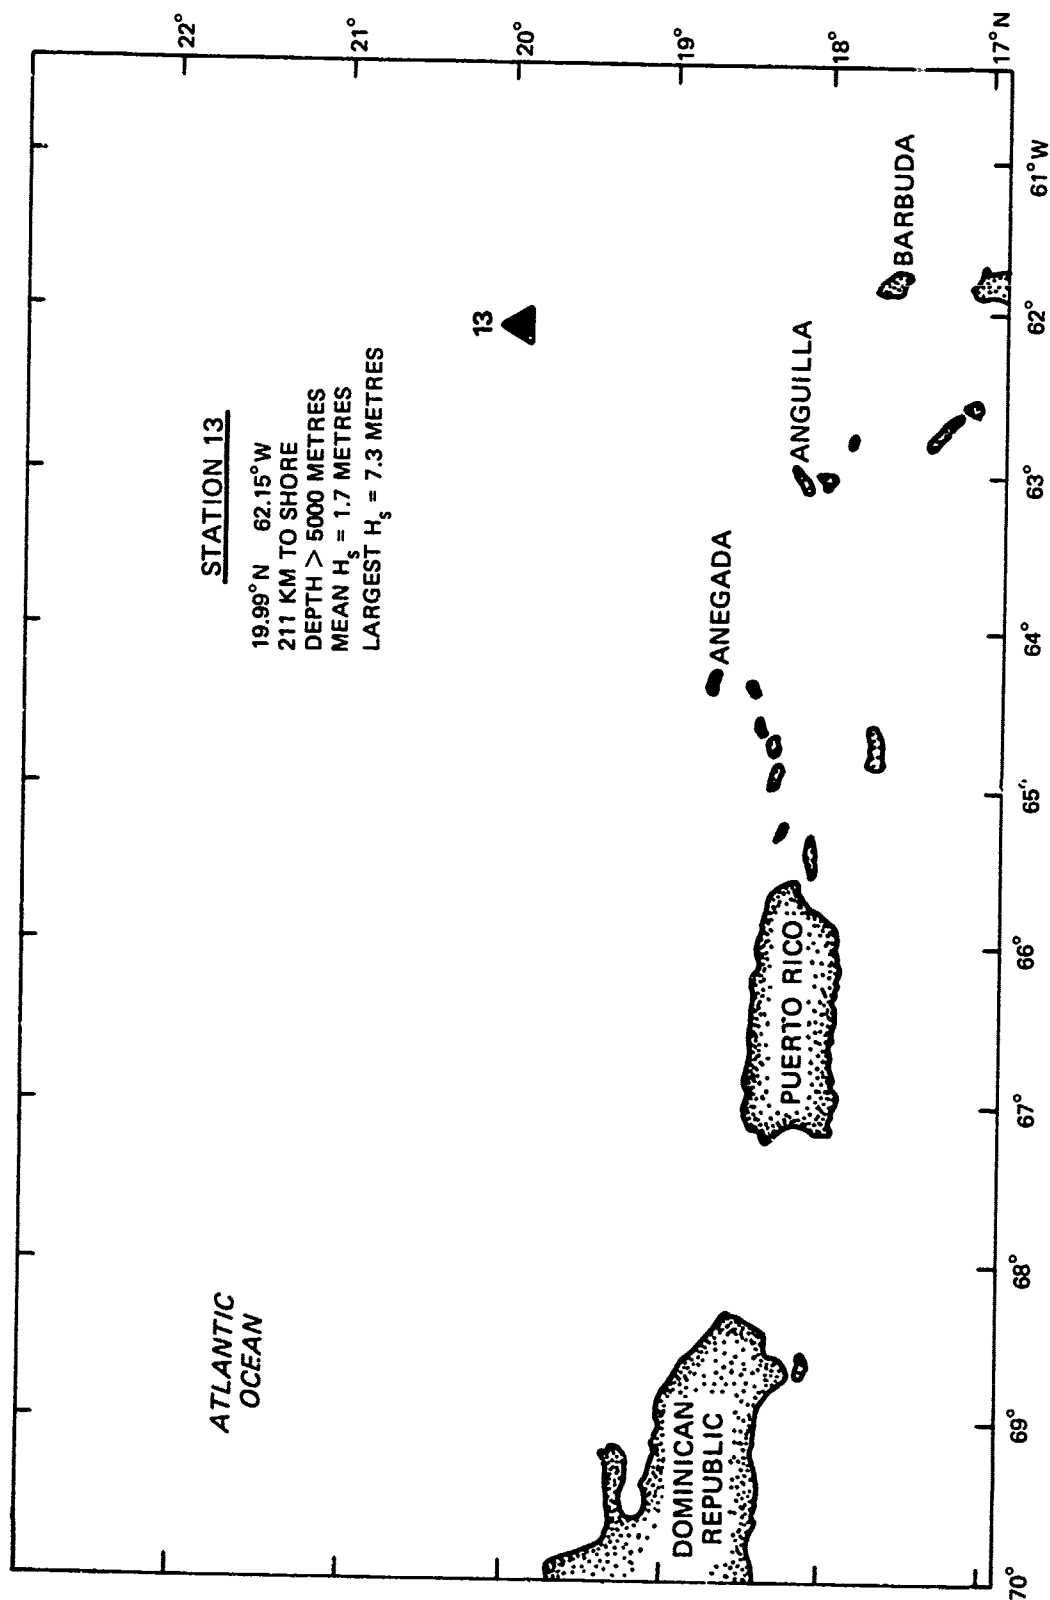 STATION 13
19.99°N 62.15°W
211 KM TO SHORE
DEPTH > 5000 METRES
MEAN Hs = 1.7 METRES
LARGEST Hs = 7.3 METRES
13
ATLANTIC
OCEAN
ANEGADA
ANGUILLA
BARBUDA
PUERTO RICO
DOMINICAN
REPUBLIC
22°
21°
20°
19°
18°
17°N
70°
69°
68°
67°
66°
65°
64°
63°
62°
61°W